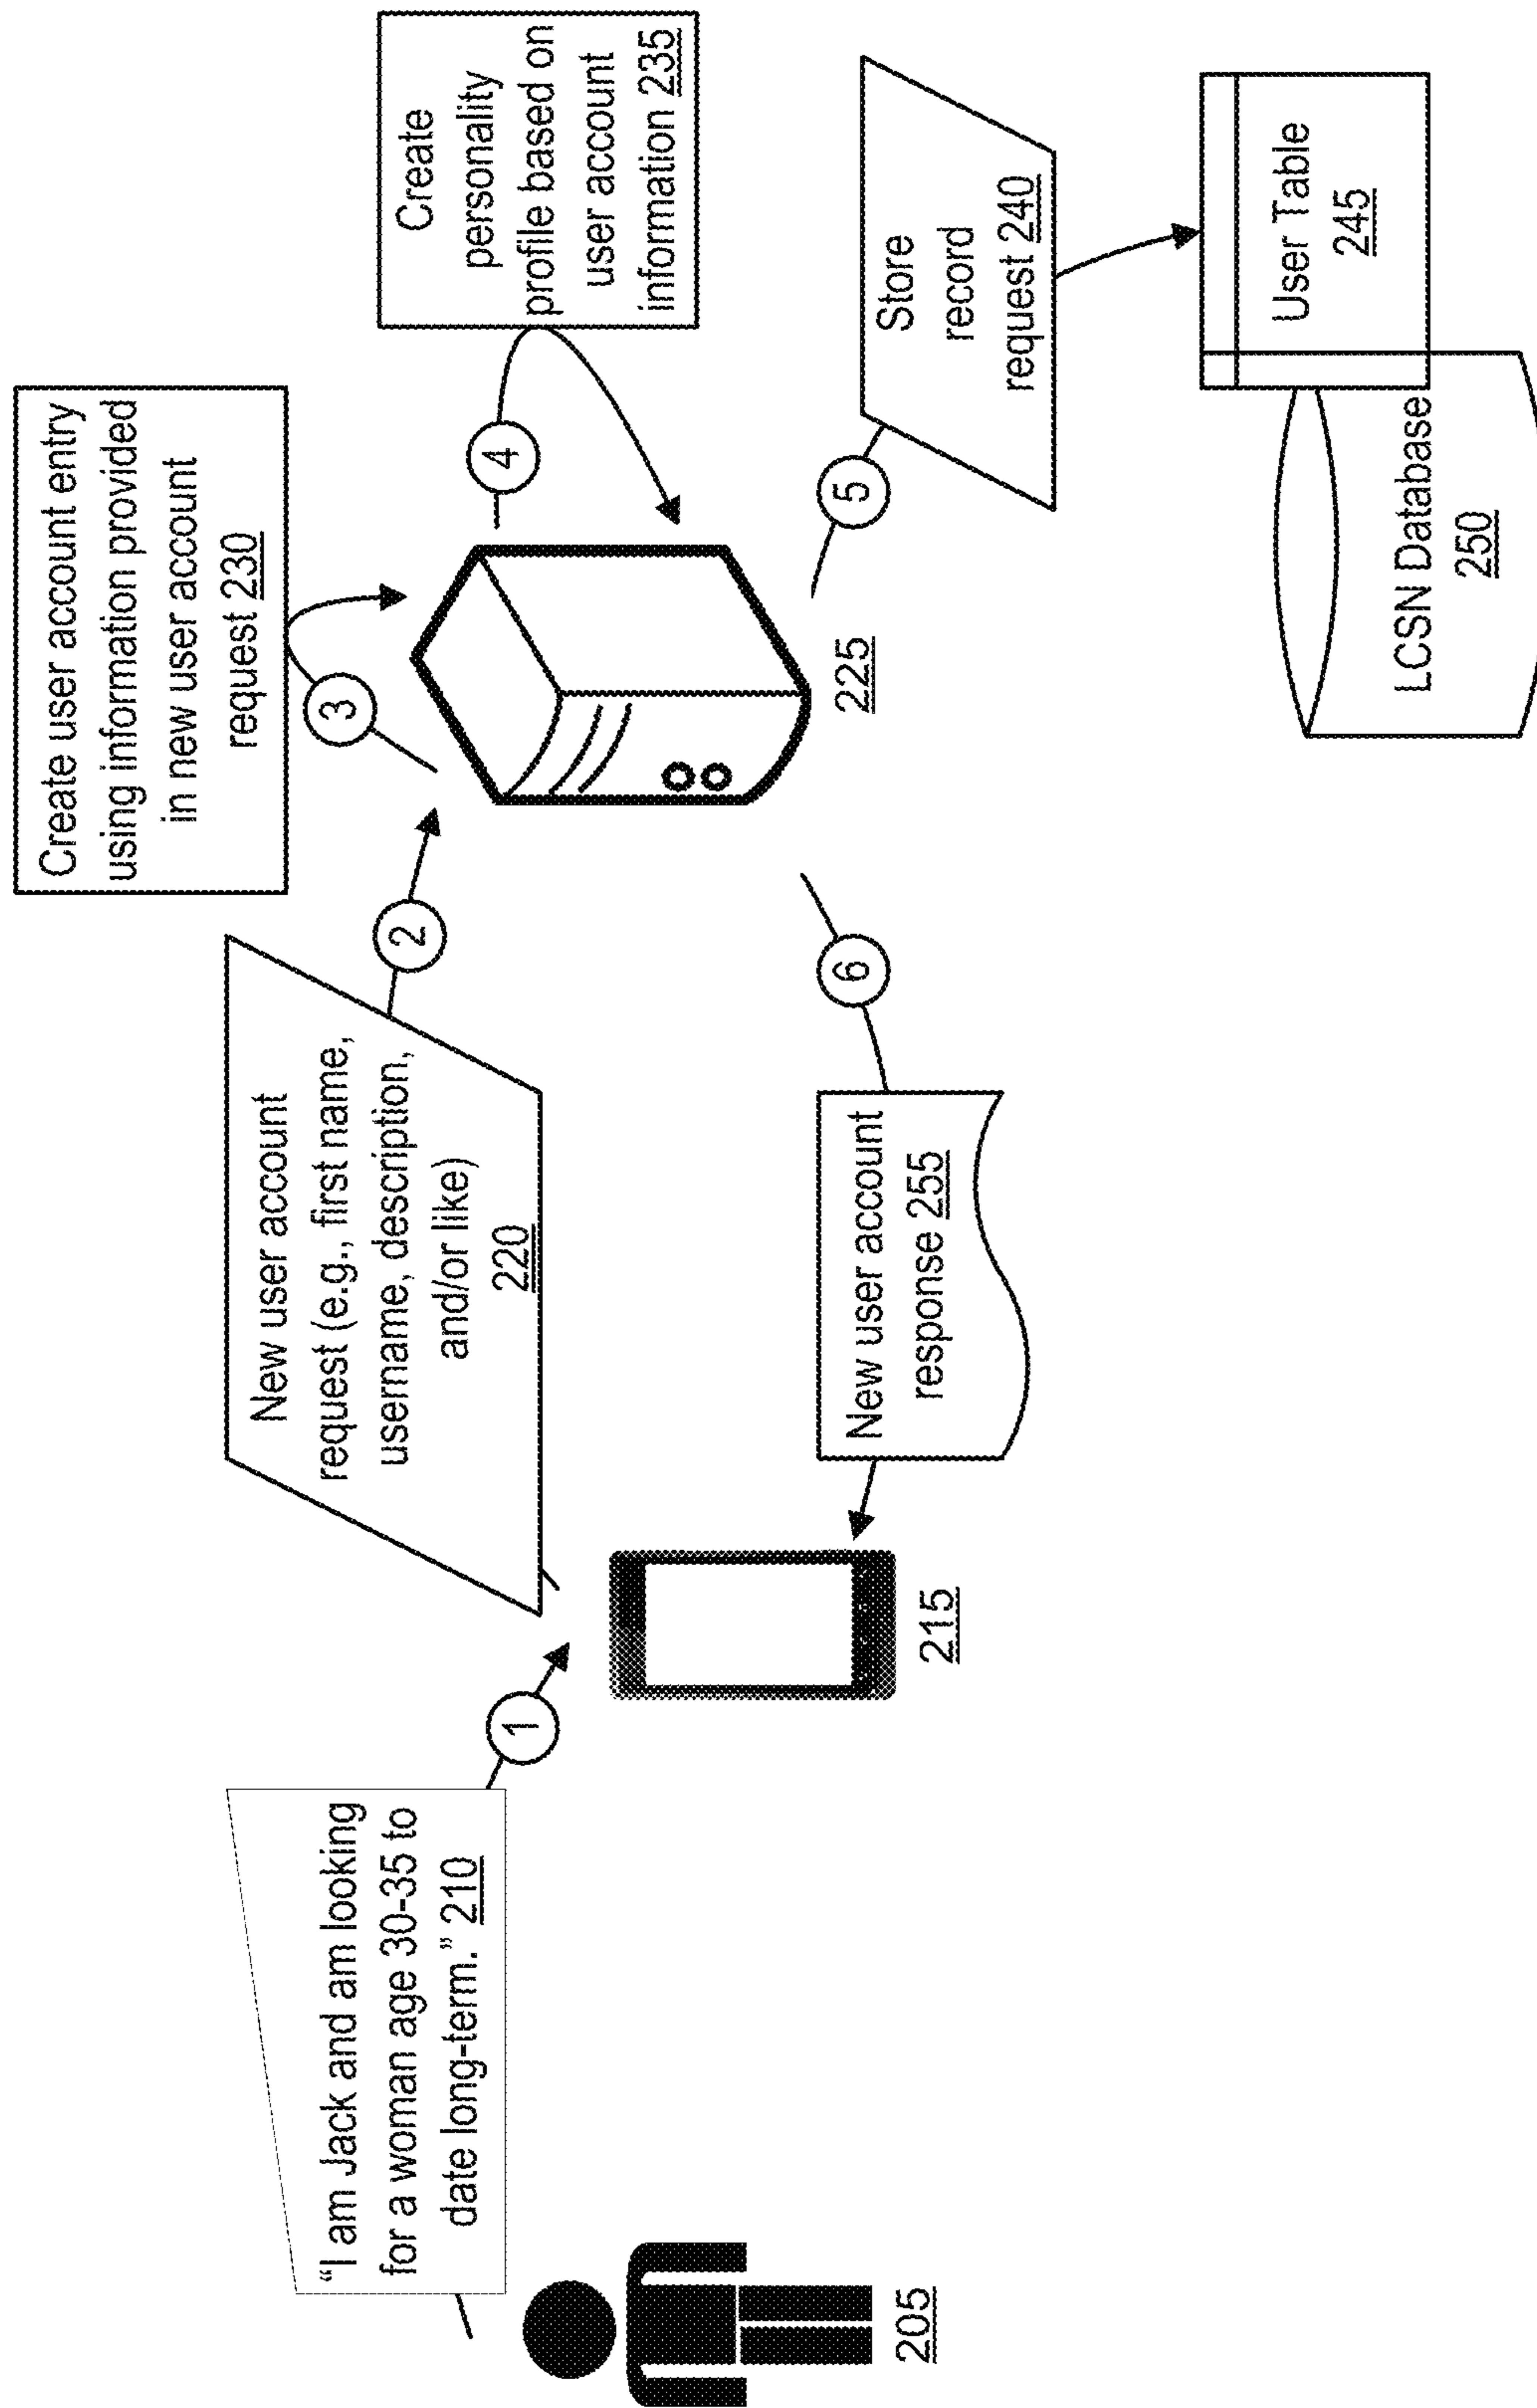 "I am Jack and am looking
for a woman age 30-35 to
date long-term." 210
205
1
215
New user account
request (e.g., first name,
username, description,
and/or like)
220
2
225
Create user account entry
using information provided
in new user account
request 230
3
Create
personality
profile based on
user account
information 235
4
5
Store
record
request 240
User Table
245
LCSN Database
250
6
New user account
response 255